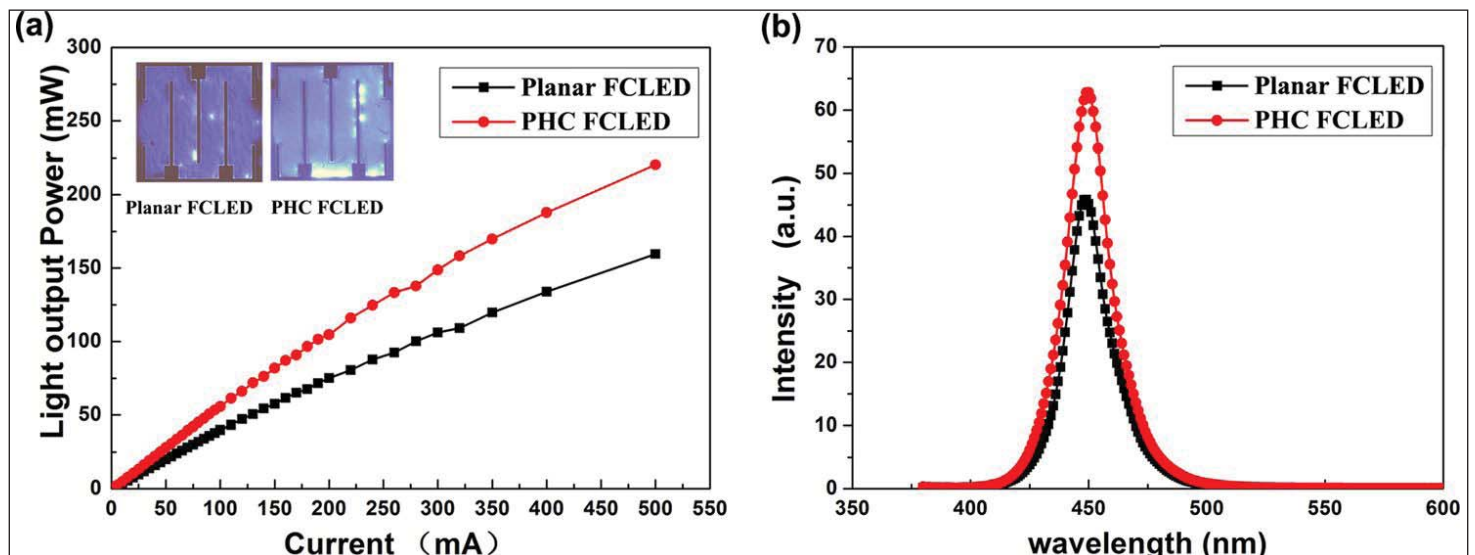 (a)
300
250
200
150
100
50
0
Light output Power (mW)
0 50 100 150 200 250 300 350 400 450 500 550
Current (mA)
Planar FCLED
PHC FCLED
Planar FCLED PHC FCLED
(b)
70
60
50
40
30
20
10
0
Intensity (a.u.)
350 400 450 500 550 600
wavelength (nm)
Planar FCLED
PHC FCLED